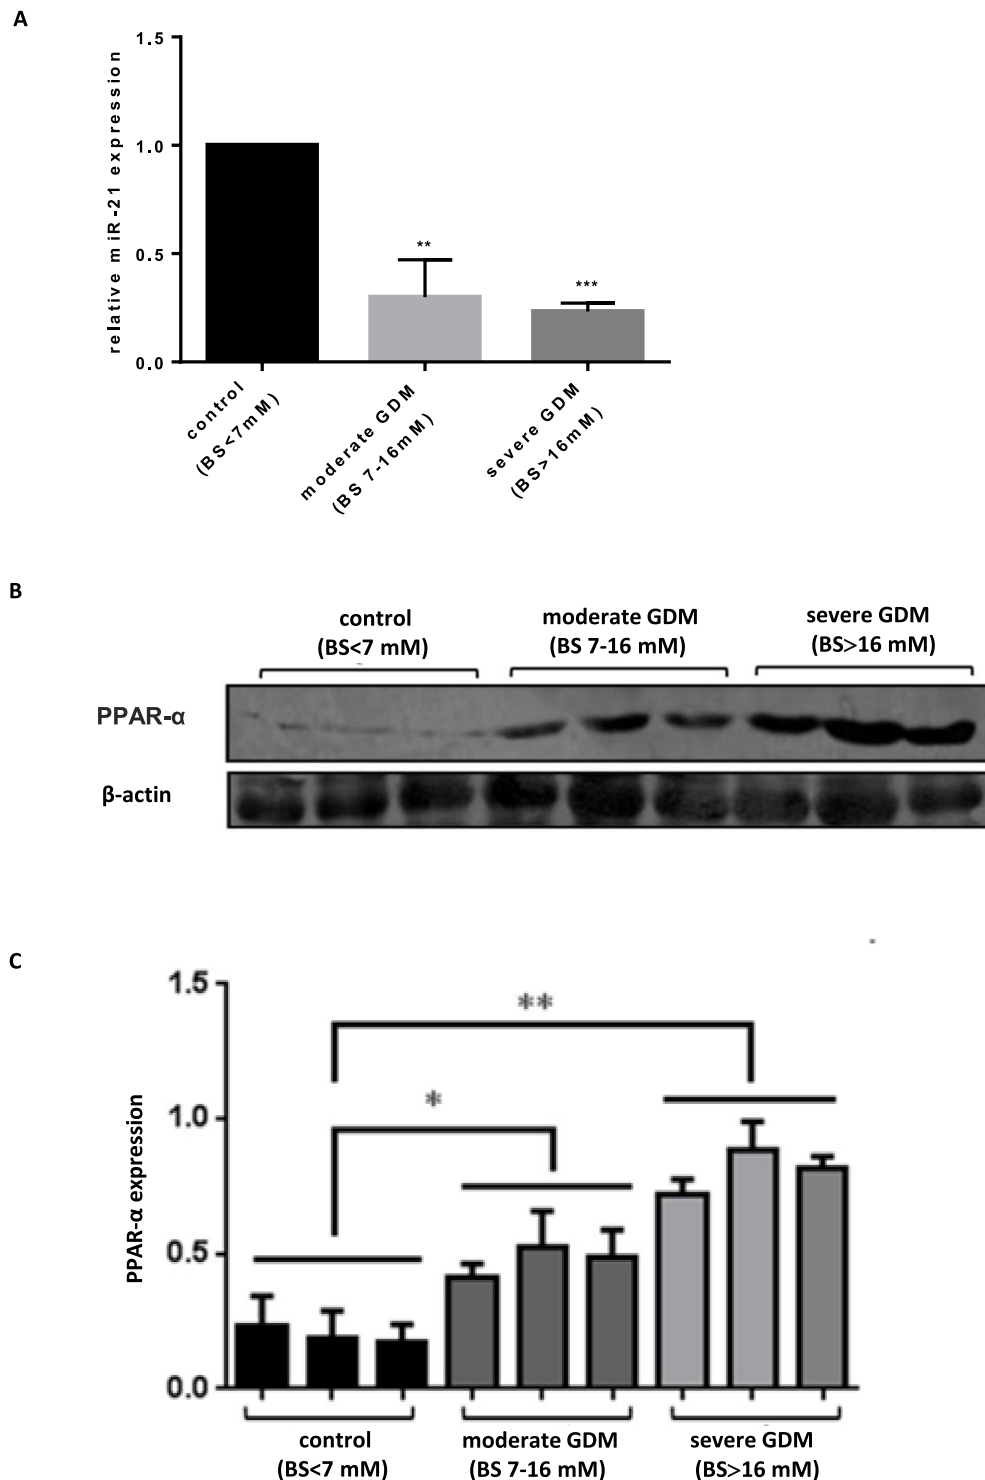 A
1.5
1.0
0.5
0.0
relative miR-21 expression
**
***
control
(BS<7mM)
moderate GDM
(BS 7-16mM)
severe GDM
(BS>16mM)
B
control
(BS<7 mM)
moderate GDM
(BS 7-16 mM)
severe GDM
(BS>16 mM)
PPAR-α
β-actin
C
1.5
1.0
0.5
0.0
PPAR-α expression
**
*
control
(BS<7 mM)
moderate GDM
(BS 7-16 mM)
severe GDM
(BS>16 mM)